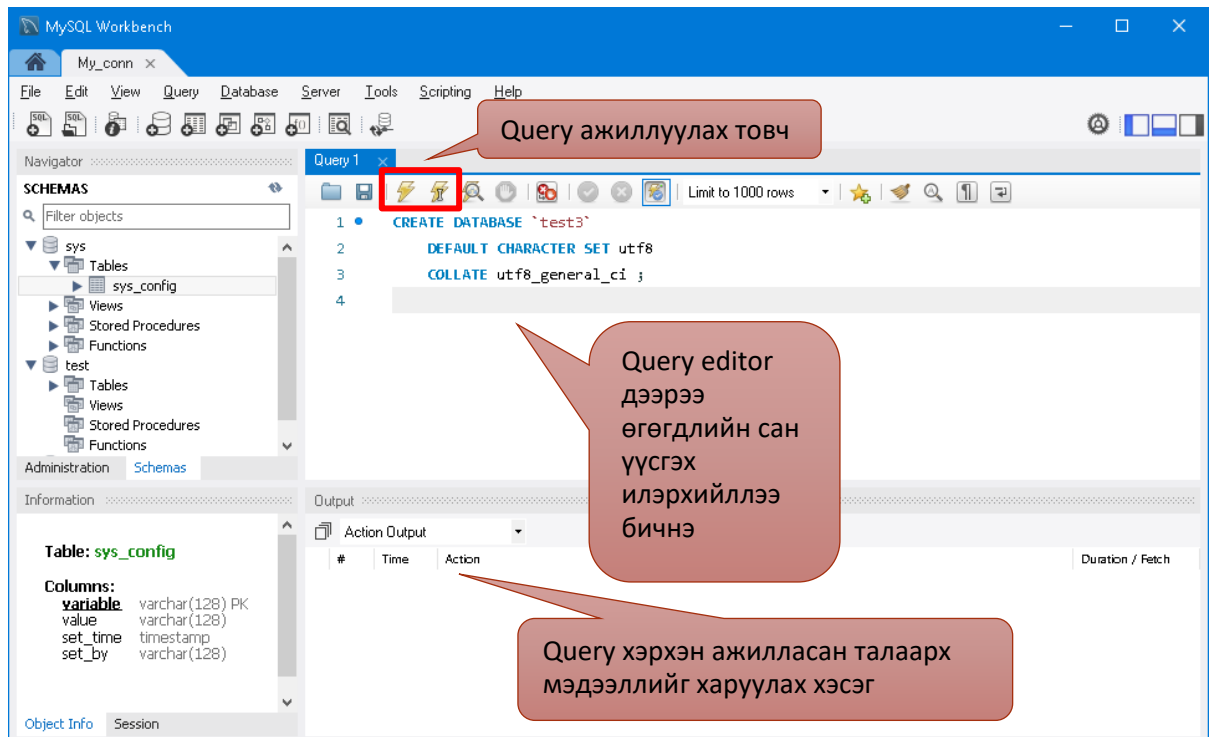 MySQL Workbench
My_conn
File Edit View Query Database Server Tools Scripting Help
Query ажиллуулах товч
Navigator
Query 1
SCHEMAS
Limit to 1000 rows
Filter objects
1 CREATE DATABASE `test3`
2 DEFAULT CHARACTER SET utf8
3 COLLATE utf8_general_ci ;
4
sys
Tables
sys_config
Views
Stored Procedures
Functions
test
Tables
Views
Stored Procedures
Functions
Administration Schemas
Query editor
дээрээ
өгөгдлийн сан
үүсгэх
илэрхийллээ
бичнэ
Information
Table: sys_config
Columns:
variable varchar(128) PK
value varchar(128)
set_time timestamp
set_by varchar(128)
Object Info Session
Output
Action Output
# Time Action Duration / Fetch
Query хэрхэн ажилласан талаарх
мэдээллийг харуулах хэсэг